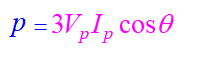 p = 3V_p I_p cosθ